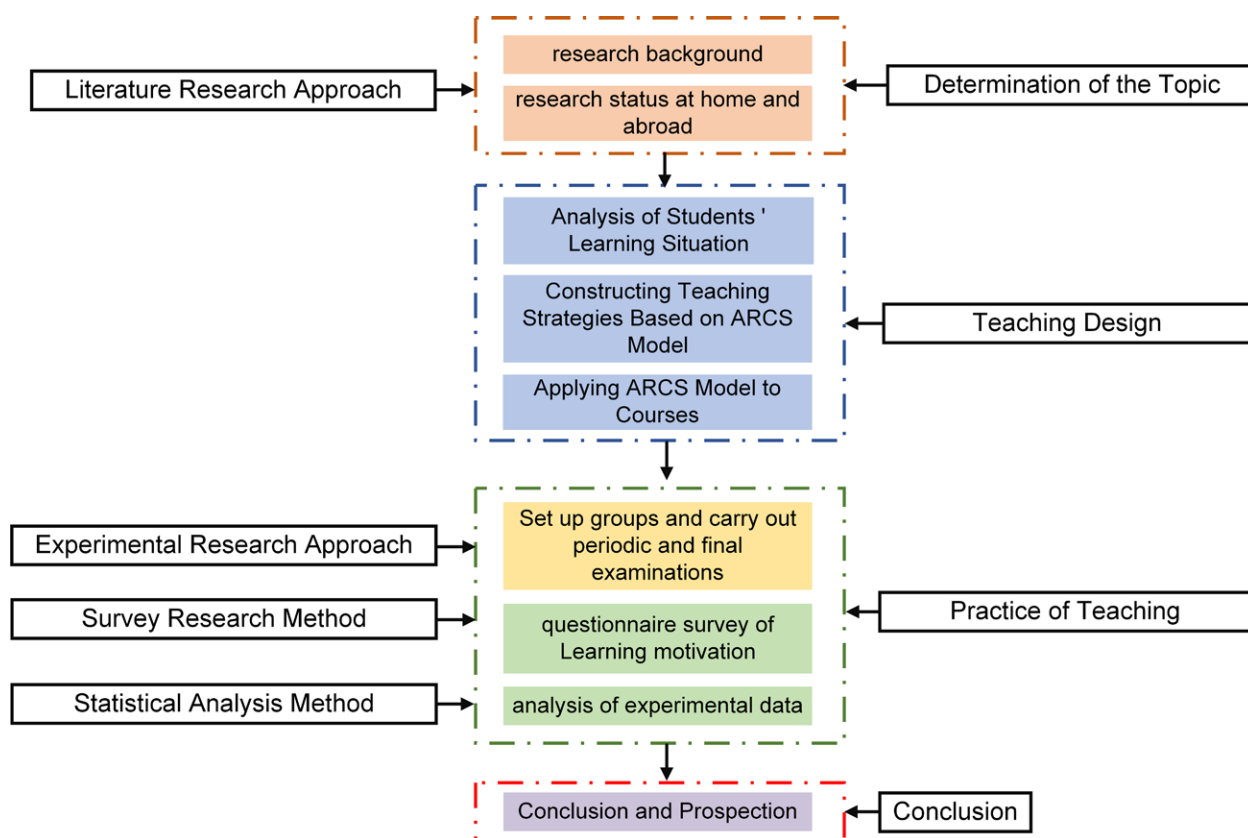 research background
Literature Research Approach
research status at home and
abroad
Determination of the Topic
Analysis of Students '
Learning Situation
Constructing Teaching
Strategies Based on ARCS
Model
Teaching Design
Applying ARCS Model to
Courses
Set up groups and carry out
periodic and final
examinations
Experimental Research Approach
Survey Research Method
questionnaire survey of
Learning motivation
Practice of Teaching
Statistical Analysis Method
analysis of experimental data
Conclusion and Prospection
Conclusion